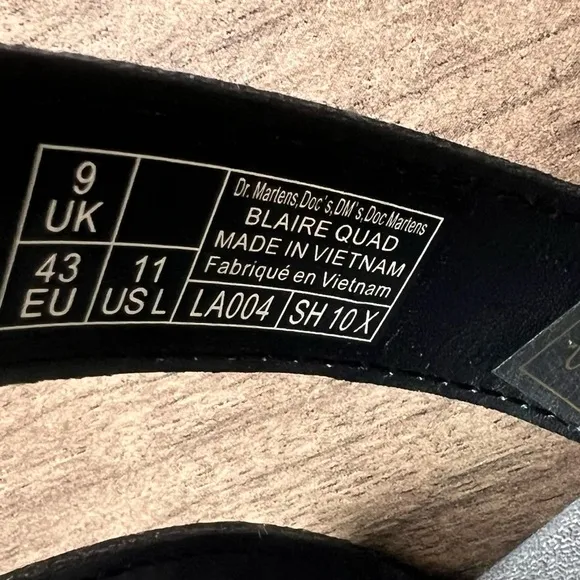 9
UK
43
EU
11
US L
Dr. Martens, Doc's, DM's, Doc Martens
BLAIRE QUAD
MADE IN VIETNAM
Fabriqué en Vietnam
LA004
SH 10 X